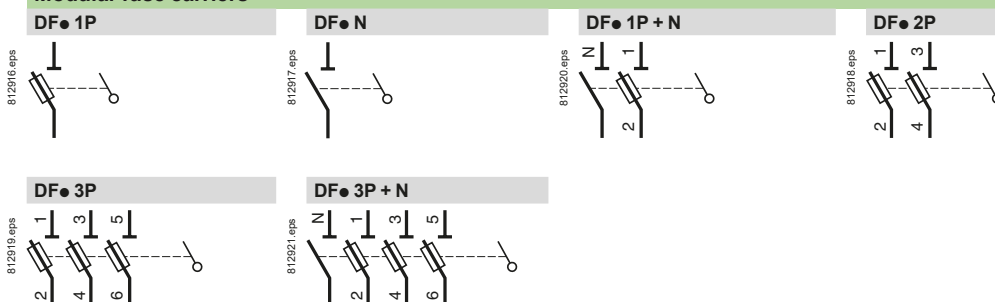 Modular fuse carriers
DF● 1P
DF● N
DF● 1P + N
DF● 2P
812916.eps
812917.eps
812920.eps
N
1
2
812918.eps
1
3
2
4
DF● 3P
DF● 3P + N
812919.eps
1
3
5
2
4
6
812921.eps
N
1
3
5
2
4
6